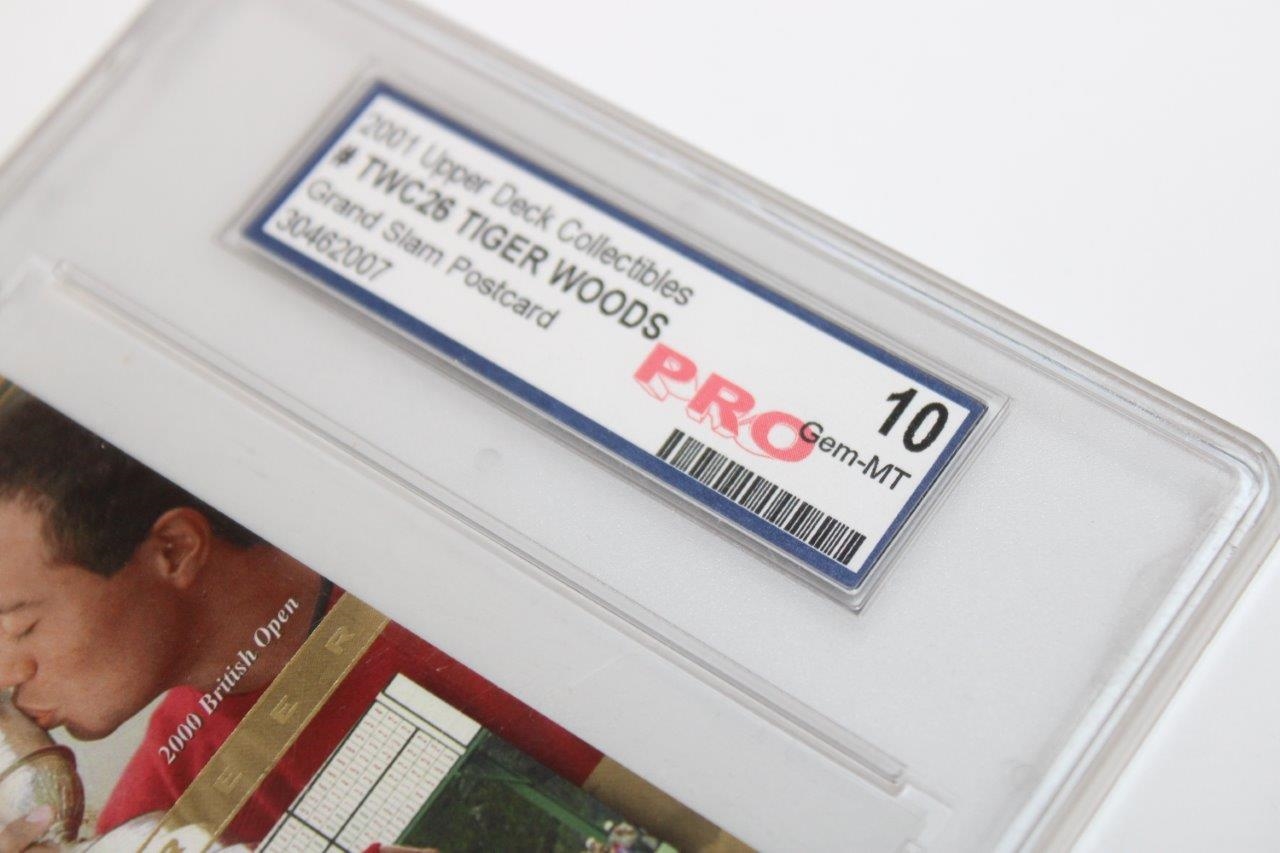 2001 Upper Deck Collectibles
# TWC26 TIGER WOODS
Grand Slam Postcard
30462007
PRO
10
Gem-MT
2000 British Open
E E R